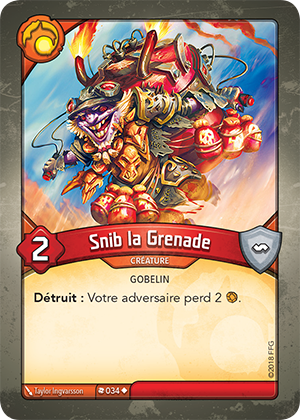 2
Snib la Grenade
CRÉATURE
GOBELIN
Détruit : Votre adversaire perd 2 .
©2018 FFG
Taylor Ingvarsson
034